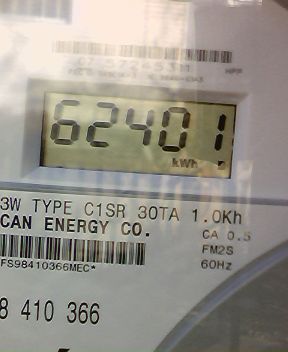 62401
kWh
3W TYPE C1SR 30TA 1.0Kh
CAN ENERGY CO. CA 0.5
FM2S
*FS98410366MEC*
60Hz
8 410 366